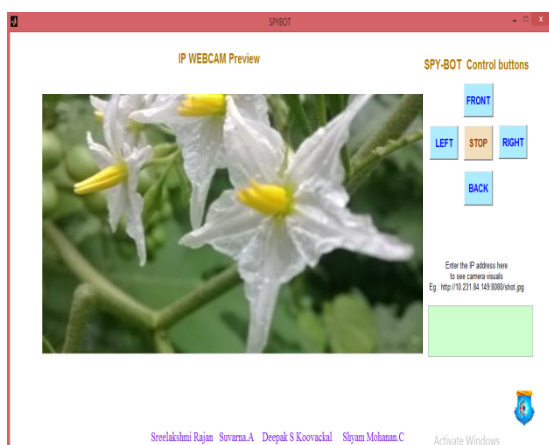 SPYBOT
IP WEBCAM Preview
SPY-BOT Control buttons
FRONT
LEFT STOP RIGHT
BACK
Enter the IP address here
to see camera visuals
Eg : http://10.231.84.149:8080/shot.jpg
Sreelakshmi Rajan Suvarna.A Deepak S Koovackal Shyam Mohanan.C
Activate Windows